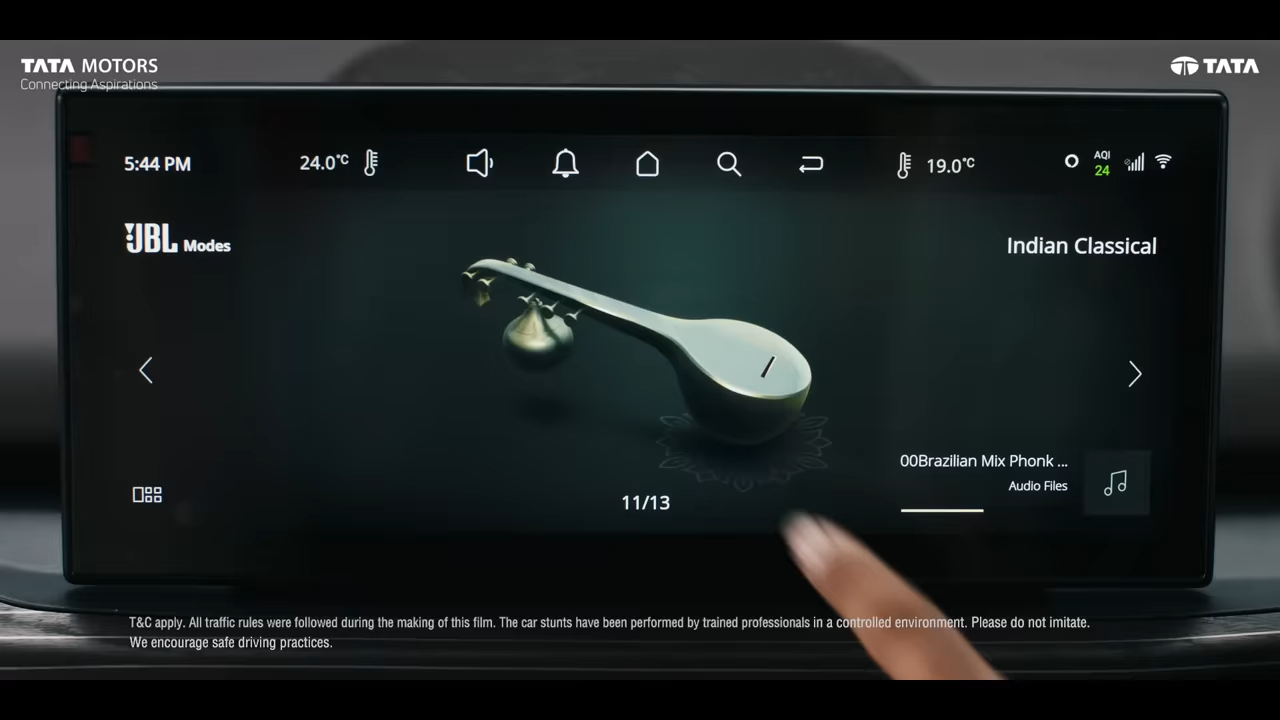 TATA MOTORS
Connecting Aspirations
TATA
5:44 PM
24.0°C
19.0°C
AQI
24
JBL Modes
Indian Classical
00Brazilian Mix Phonk ...
Audio Files
11/13
T&C apply. All traffic rules were followed during the making of this film. The car stunts have been performed by trained professionals in a controlled environment. Please do not imitate.
We encourage safe driving practices.